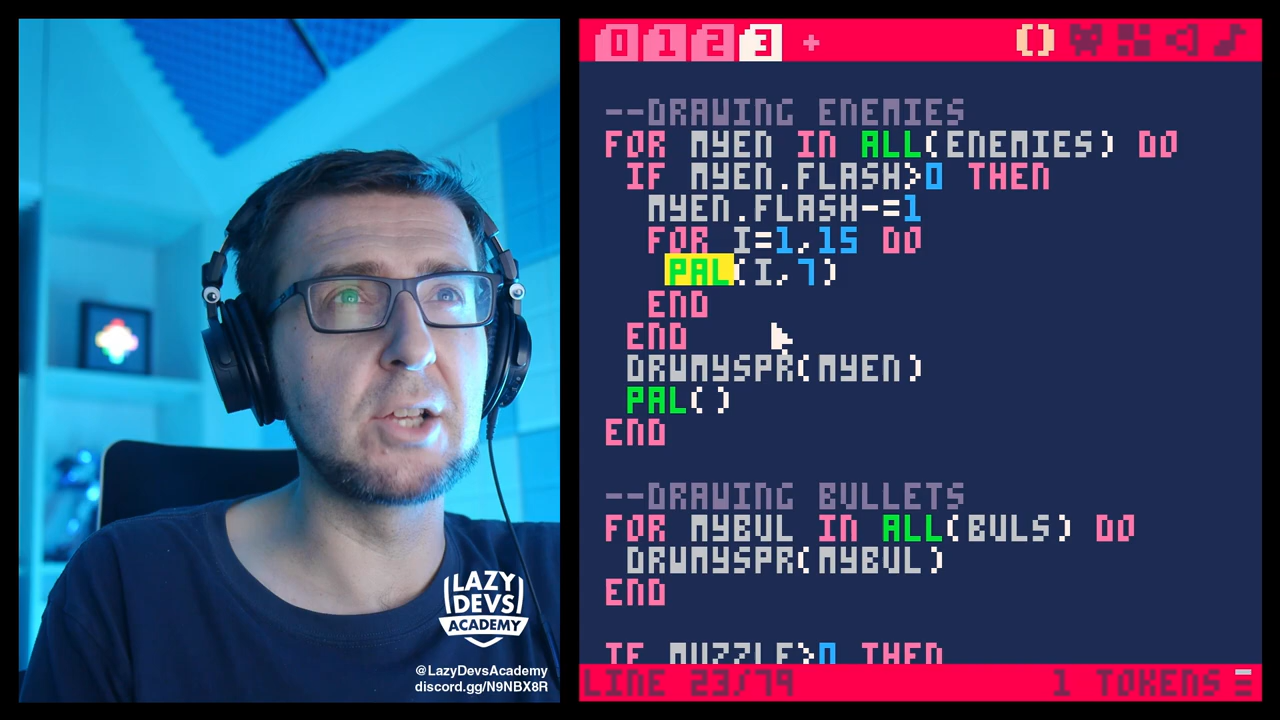 0 1 2 3 +
--DRAWING ENEMIES
FOR MYEN IN ALL(ENEMIES) DO
IF MYEN.FLASH>0 THEN
MYEN.FLASH-=1
FOR I=1,15 DO
PAL(I,7)
END
END
DRWMYSPR(MYEN)
PAL()
END
--DRAWING BULLETS
FOR MYBUL IN ALL(BULS) DO
DRWMYSPR(MYBUL)
END
IF MUZZLE>0 THEN
LINE 23/79
1 TOKENS
LAZY
DEVS
ACADEMY
@LazyDevsAcademy
discord.gg/N9NBX8R